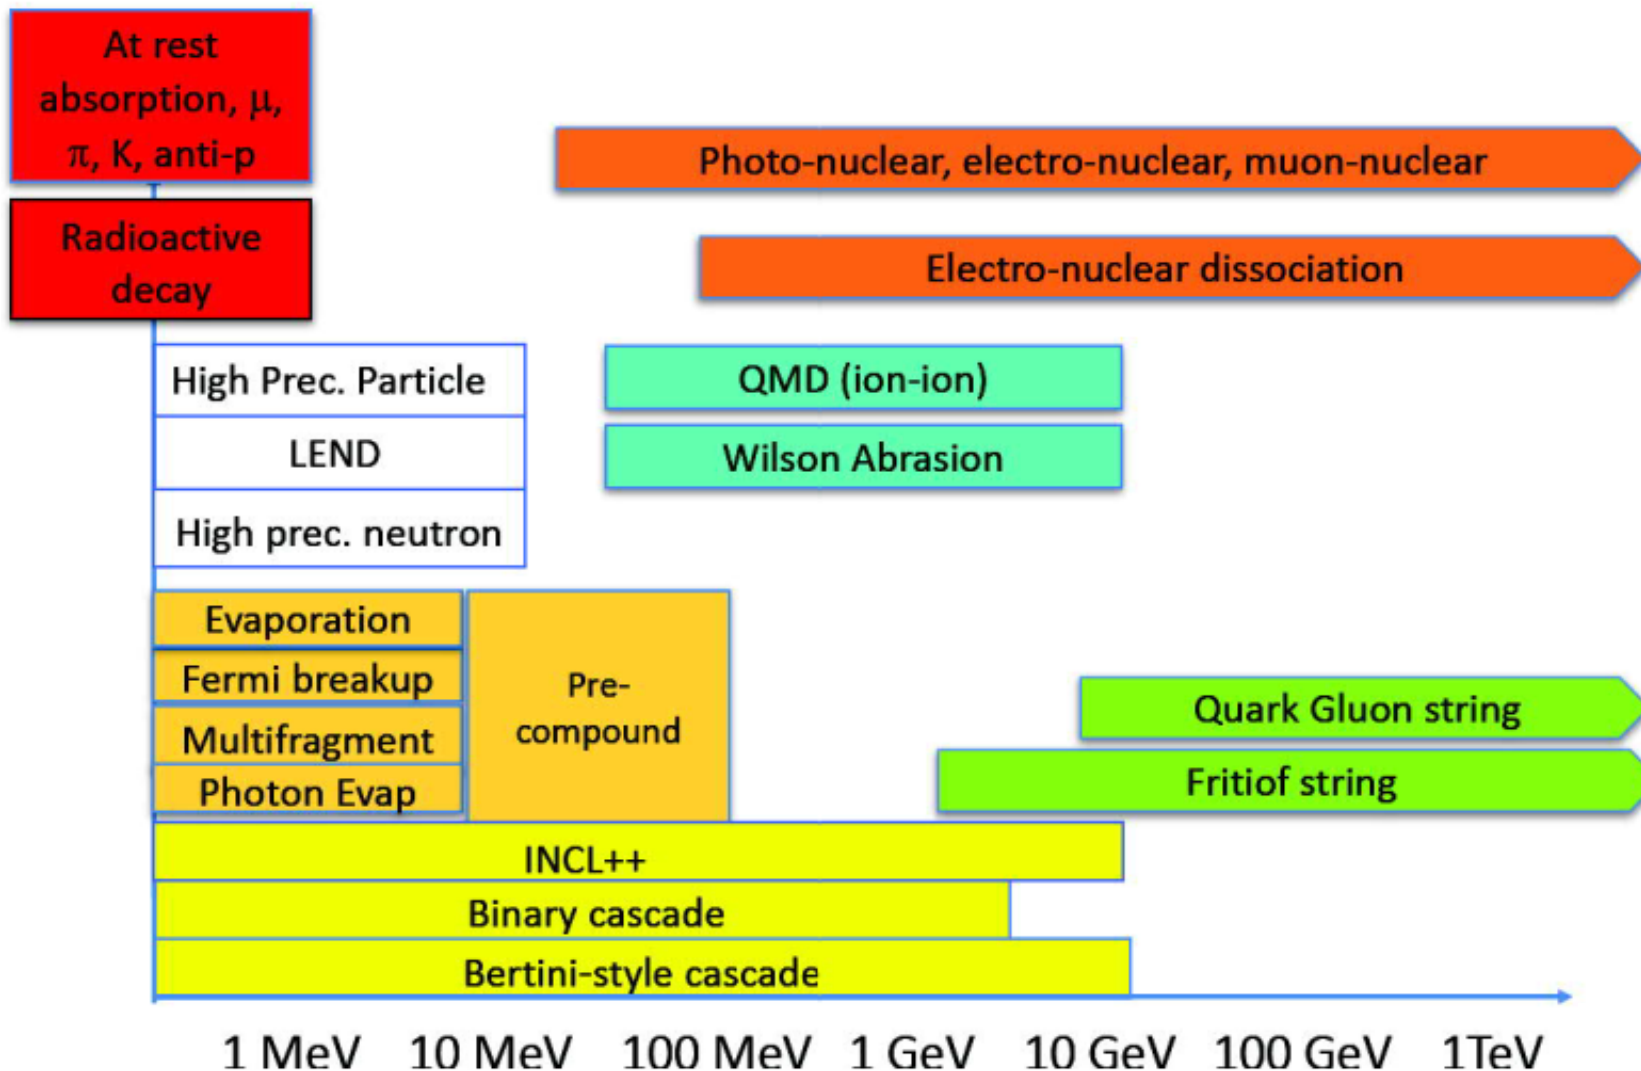 At rest
absorption, μ,
π, K, anti-p
Photo-nuclear, electro-nuclear, muon-nuclear
Radioactive
decay
Electro-nuclear dissociation
High Prec. Particle
QMD (ion-ion)
LEND
Wilson Abrasion
High prec. neutron
Evaporation
Fermi breakup
Multifragment
Photon Evap
Pre-
compound
Quark Gluon string
Fritiof string
INCL++
Binary cascade
Bertini-style cascade
1 MeV 10 MeV 100 MeV 1 GeV 10 GeV 100 GeV 1TeV